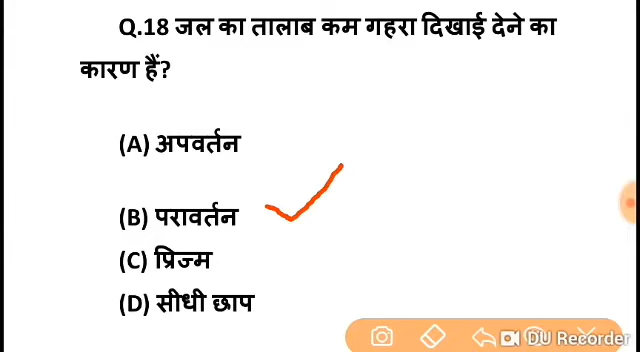 Q.18 जल का तालाब कम गहरा दिखाई देने का
कारण हैं?
(A) अपवर्तन
(B) परावर्तन
(C) प्रिज्म
(D) सीधी छाप
DU Recorder